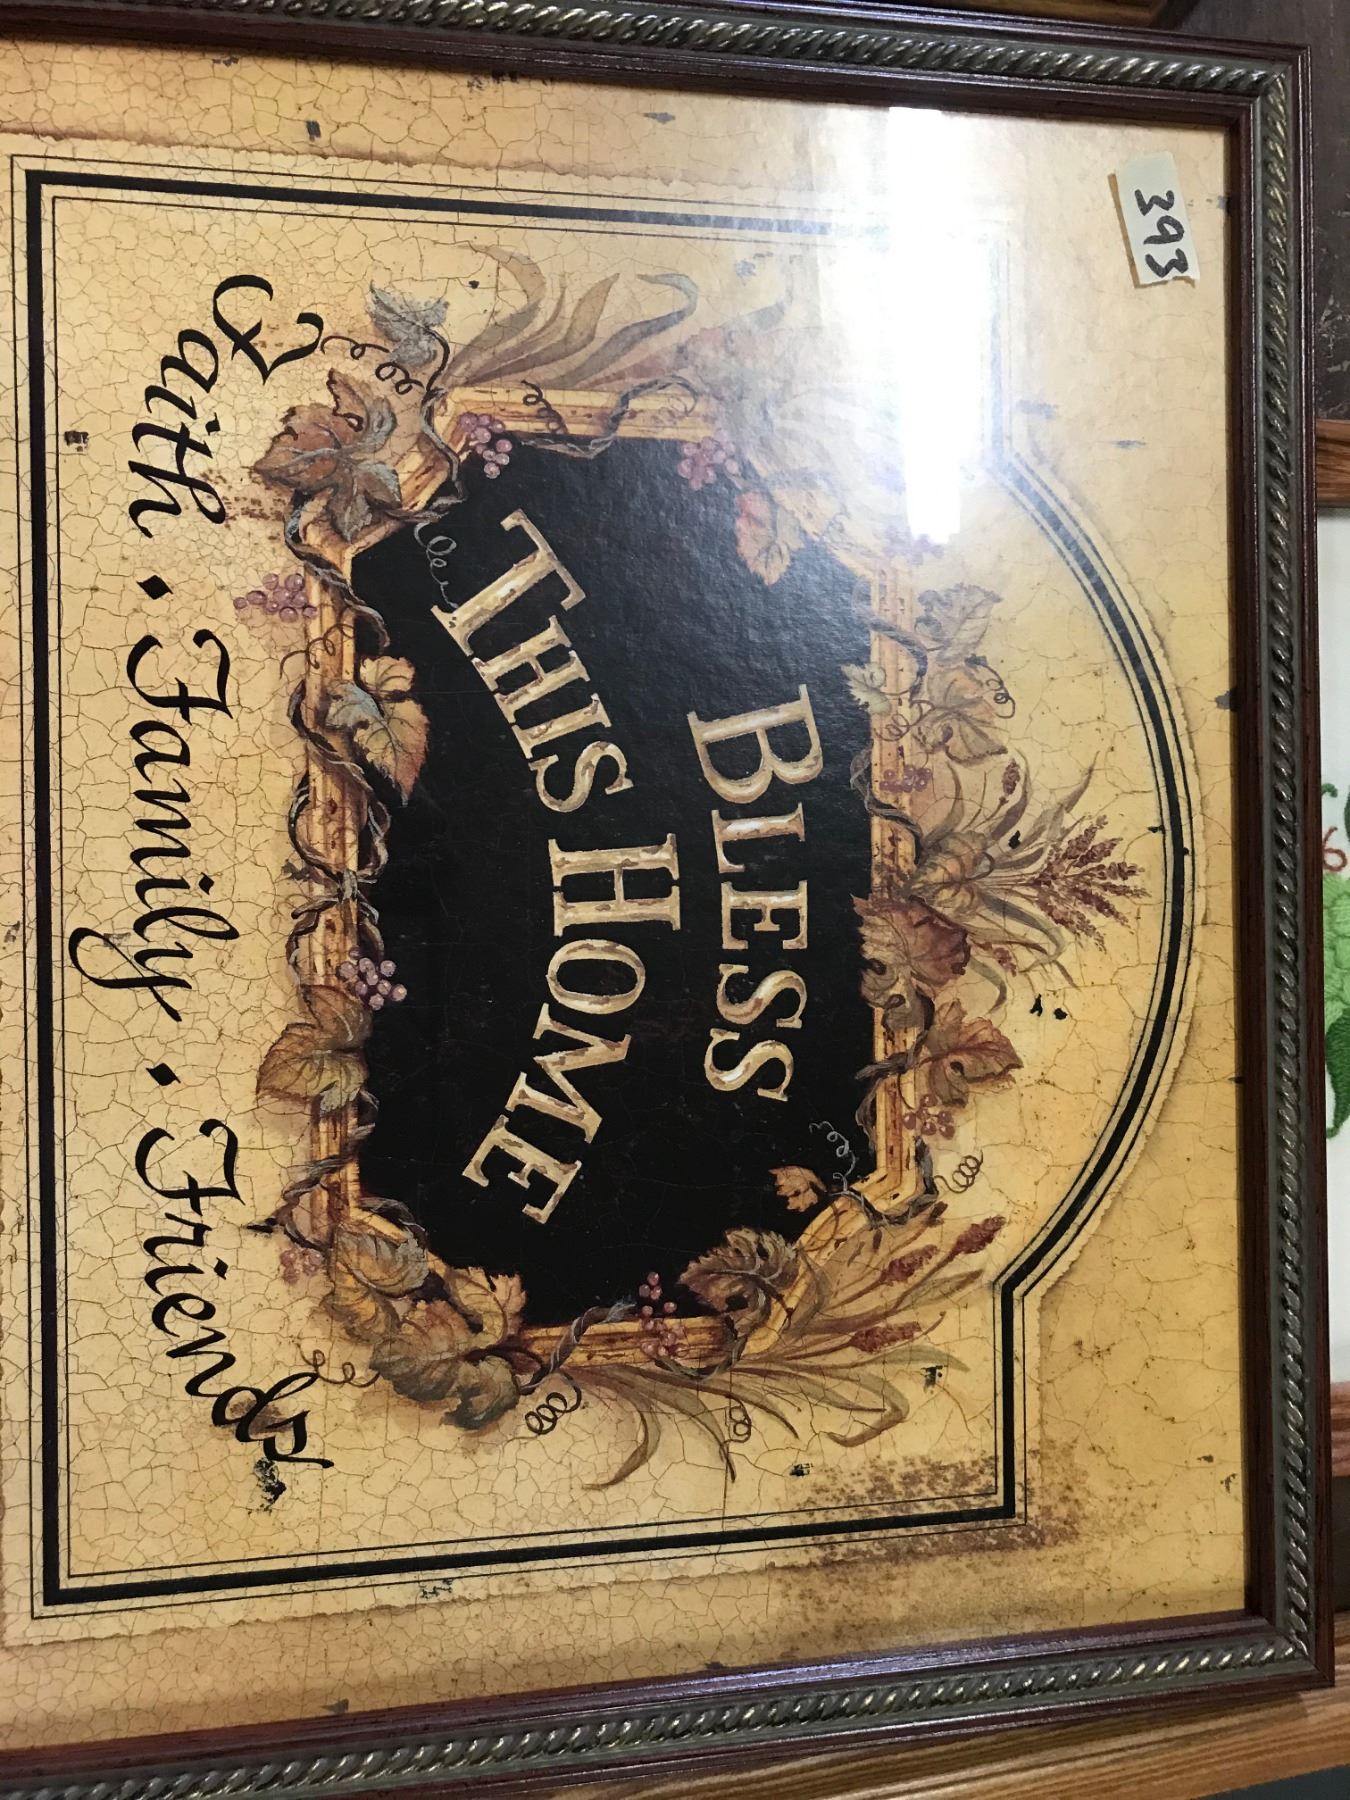 393
BLESS
THIS HOME
Faith · Family · Friends